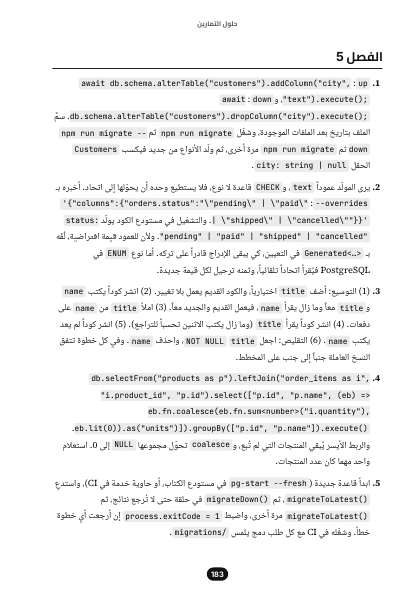 حلول التمارين
الفصل 5
1. up: await db.schema.alterTable("customers").addColumn("city",
"text").execute();، و down: await
db.schema.alterTable("customers").dropColumn("city").execute();. سمِّ
الملف بتاريخ بعد الملفات الموجودة، وشغّل npm run migrate ثم npm run migrate --
down ثم npm run migrate مرة أخرى، ثم ولّد الأنواع من جديد فيكسب Customers
الحقل city: string | null.
2. يرى المولّد عموداً text، و CHECK قاعدة لا نوع، فلا يستطيع وحده أن يحوّلها إلى اتحاد. أخبره بـ
--overrides: '{"columns":{"orders.status":"\"pending\" | \"paid\"
| \"shipped\" | \"cancelled\""}}'. والتشغيل في مستودع الكود يولّد status:
"pending" | "paid" | "shipped" | "cancelled". ولأن للعمود قيمة افتراضية، لُفّه
بـ Generated<…> في التعيين، كي يبقى الإدراج قادراً على تركه. أما نوع ENUM في
PostgreSQL فيُقرأ اتحاداً تلقائياً، وثمنه ترحيل لكل قيمة جديدة.
3. (1) التوسيع: أضف title اختيارياً، والكود القديم يعمل بلا تغيير. (2) انشر كوداً يكتب name
و title معاً وما زال يقرأ name، فيعمل القديم والجديد معاً. (3) املأ title من name على
دفعات. (4) انشر كوداً يقرأ title (وما زال يكتب الاثنين تحسباً للتراجع). (5) انشر كوداً لم يعد
يكتب name. (6) التقليص: اجعل title NOT NULL، واحذف name. وفي كل خطوة تتفق
النسخ العاملة جنباً إلى جنب على المخطط.
4. db.selectFrom("products as p").leftJoin("order_items as i",
"i.product_id", "p.id").select(["p.id", "p.name", (eb) =>
eb.fn.coalesce(eb.fn.sum<number>("i.quantity"),
eb.lit(0)).as("units")]).groupBy(["p.id", "p.name"]).execute().
والربط الأيسر يُبقي المنتجات التي لم تُبع، و coalesce تحوّل مجموعها NULL إلى 0. استعلام
واحد مهما كان عدد المنتجات.
5. ابدأ قاعدة جديدة (pg-start --fresh في مستودع الكتاب، أو حاوية خدمة في CI)، واستدعِ
migrateToLatest()، ثم migrateDown() في حلقة حتى لا تُرجع نتائج، ثم
migrateToLatest() مرة أخرى، واضبط process.exitCode = 1 إن أرجعت أي خطوة
خطأ. وشغّله في CI مع كل طلب دمج يلمس migrations/.
183